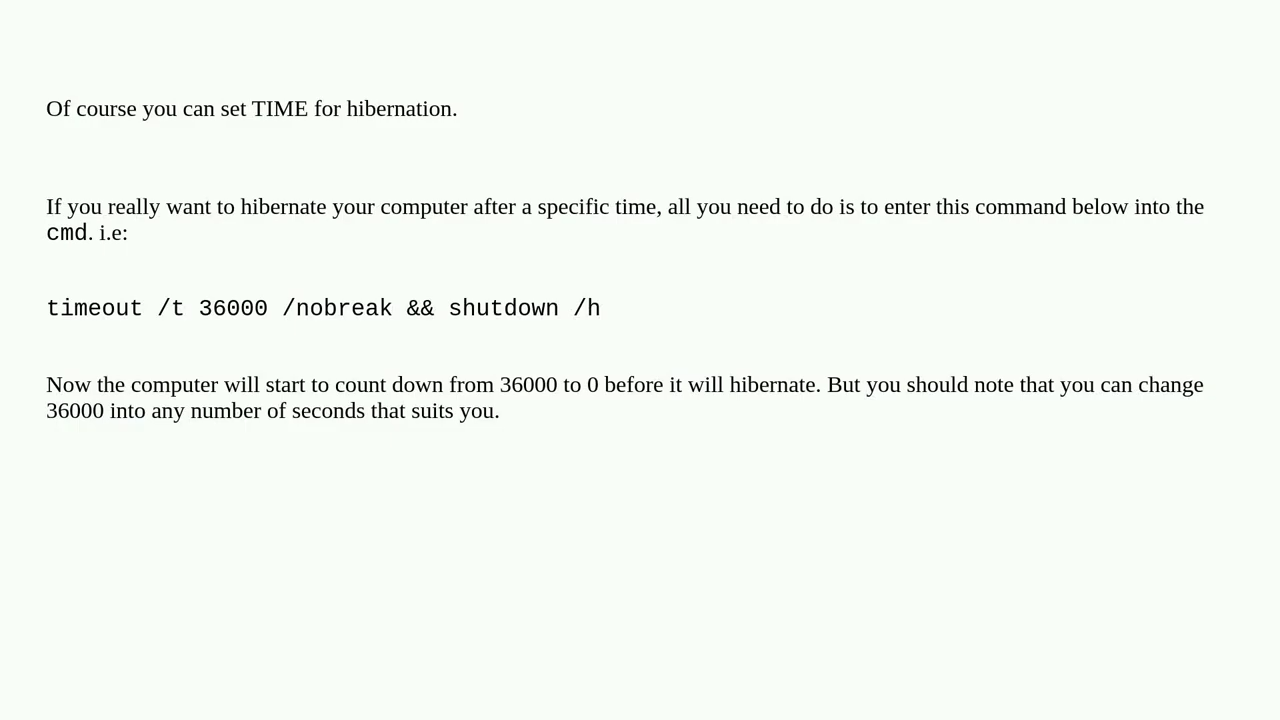 Of course you can set TIME for hibernation.
If you really want to hibernate your computer after a specific time, all you need to do is to enter this command below into the
cmd. i.e:
timeout /t 36000 /nobreak && shutdown /h
Now the computer will start to count down from 36000 to 0 before it will hibernate. But you should note that you can change
36000 into any number of seconds that suits you.